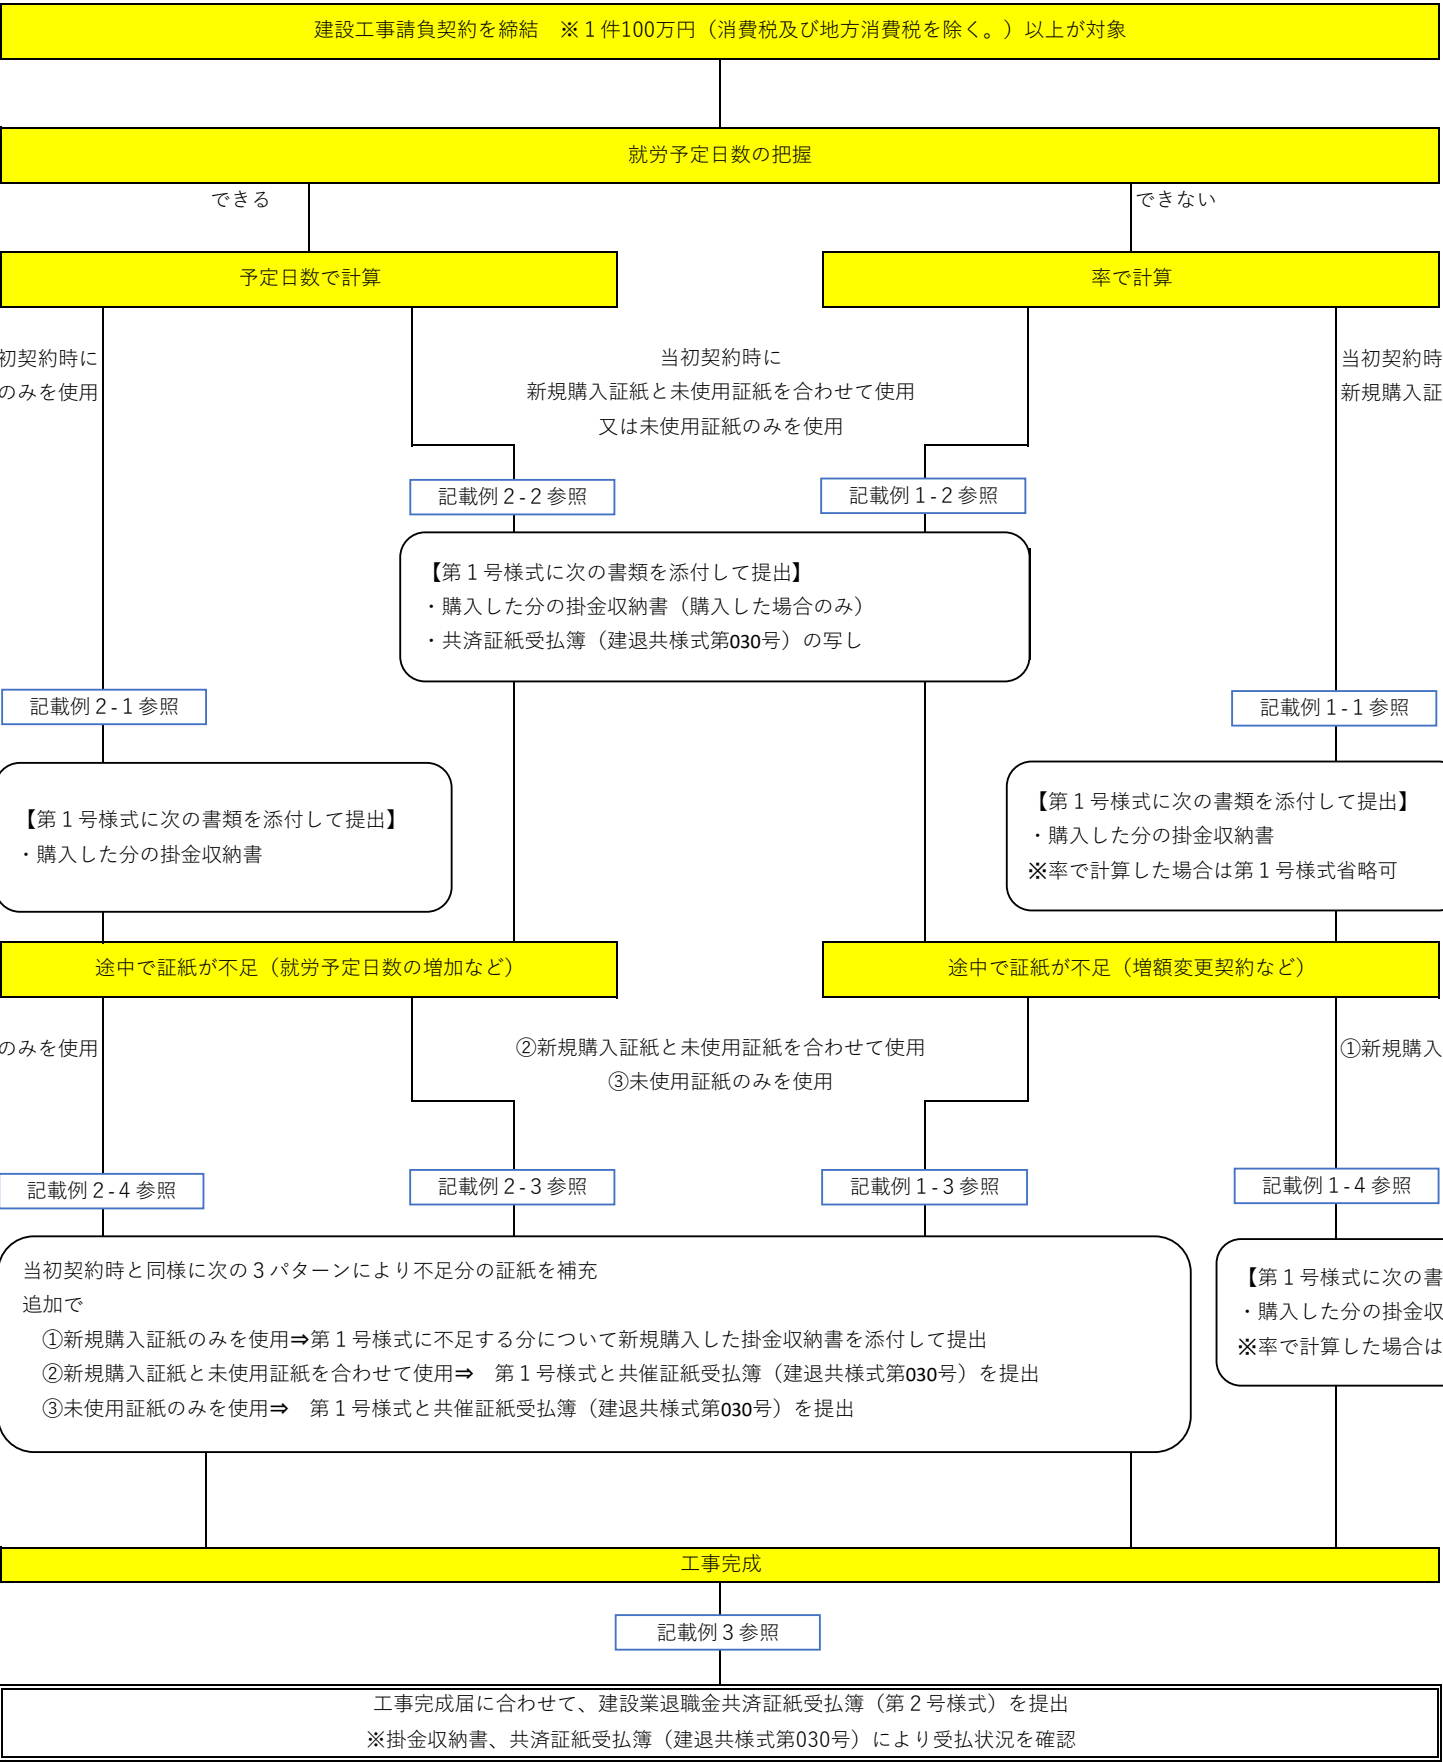 建設工事請負契約を締結　※１件100万円（消費税及び地方消費税を除く。）以上が対象
就労予定日数の把握
できる
できない
予定日数で計算
率で計算
初契約時に
のみを使用
当初契約時に
新規購入証紙と未使用証紙を合わせて使用
又は未使用証紙のみを使用
当初契約時
新規購入証
記載例２-２参照
記載例１-２参照
【第１号様式に次の書類を添付して提出】
・購入した分の掛金収納書（購入した場合のみ）
・共済証紙受払簿（建退共様式第030号）の写し
記載例２-１参照
記載例１-１参照
【第１号様式に次の書類を添付して提出】
・購入した分の掛金収納書
【第１号様式に次の書類を添付して提出】
・購入した分の掛金収納書
※率で計算した場合は第１号様式省略可
途中で証紙が不足（就労予定日数の増加など）
途中で証紙が不足（増額変更契約など）
のみを使用
②新規購入証紙と未使用証紙を合わせて使用
③未使用証紙のみを使用
①新規購入
記載例２-４参照
記載例２-３参照
記載例１-３参照
記載例１-４参照
当初契約時と同様に次の３パターンにより不足分の証紙を補充
追加で
①新規購入証紙のみを使用⇒第１号様式に不足する分について新規購入した掛金収納書を添付して提出
②新規購入証紙と未使用証紙を合わせて使用⇒　第１号様式と共催証紙受払簿（建退共様式第030号）を提出
③未使用証紙のみを使用⇒　第１号様式と共催証紙受払簿（建退共様式第030号）を提出
【第１号様式に次の書
・購入した分の掛金収
※率で計算した場合は
工事完成
記載例３参照
工事完成届に合わせて、建設業退職金共済証紙受払簿（第２号様式）を提出
※掛金収納書、共済証紙受払簿（建退共様式第030号）により受払状況を確認